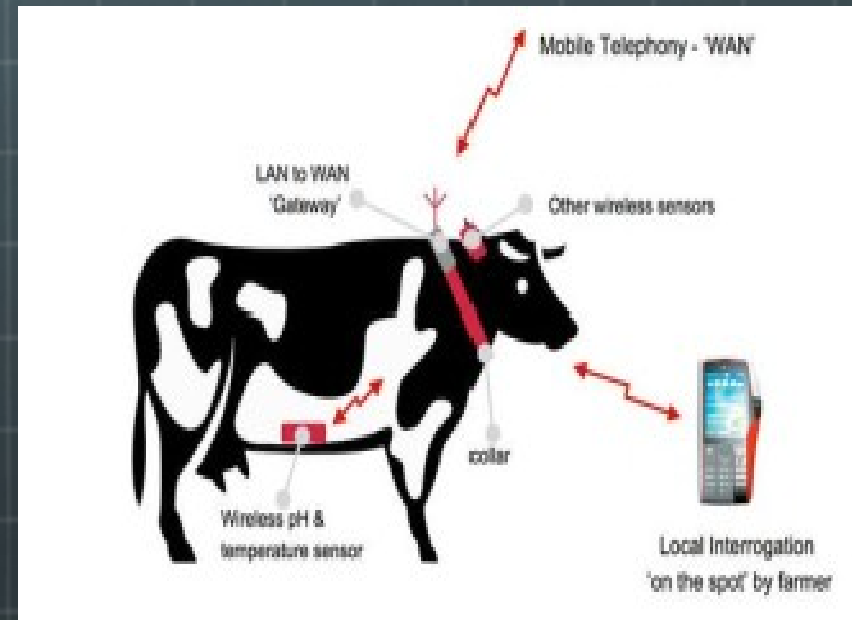 Mobile Telephony - 'WAN'
LAN to WAN
'Gateway'
Other wireless sensors
collar
Wireless pH &
temperature sensor
Local Interrogation
'on the spot' by farmer